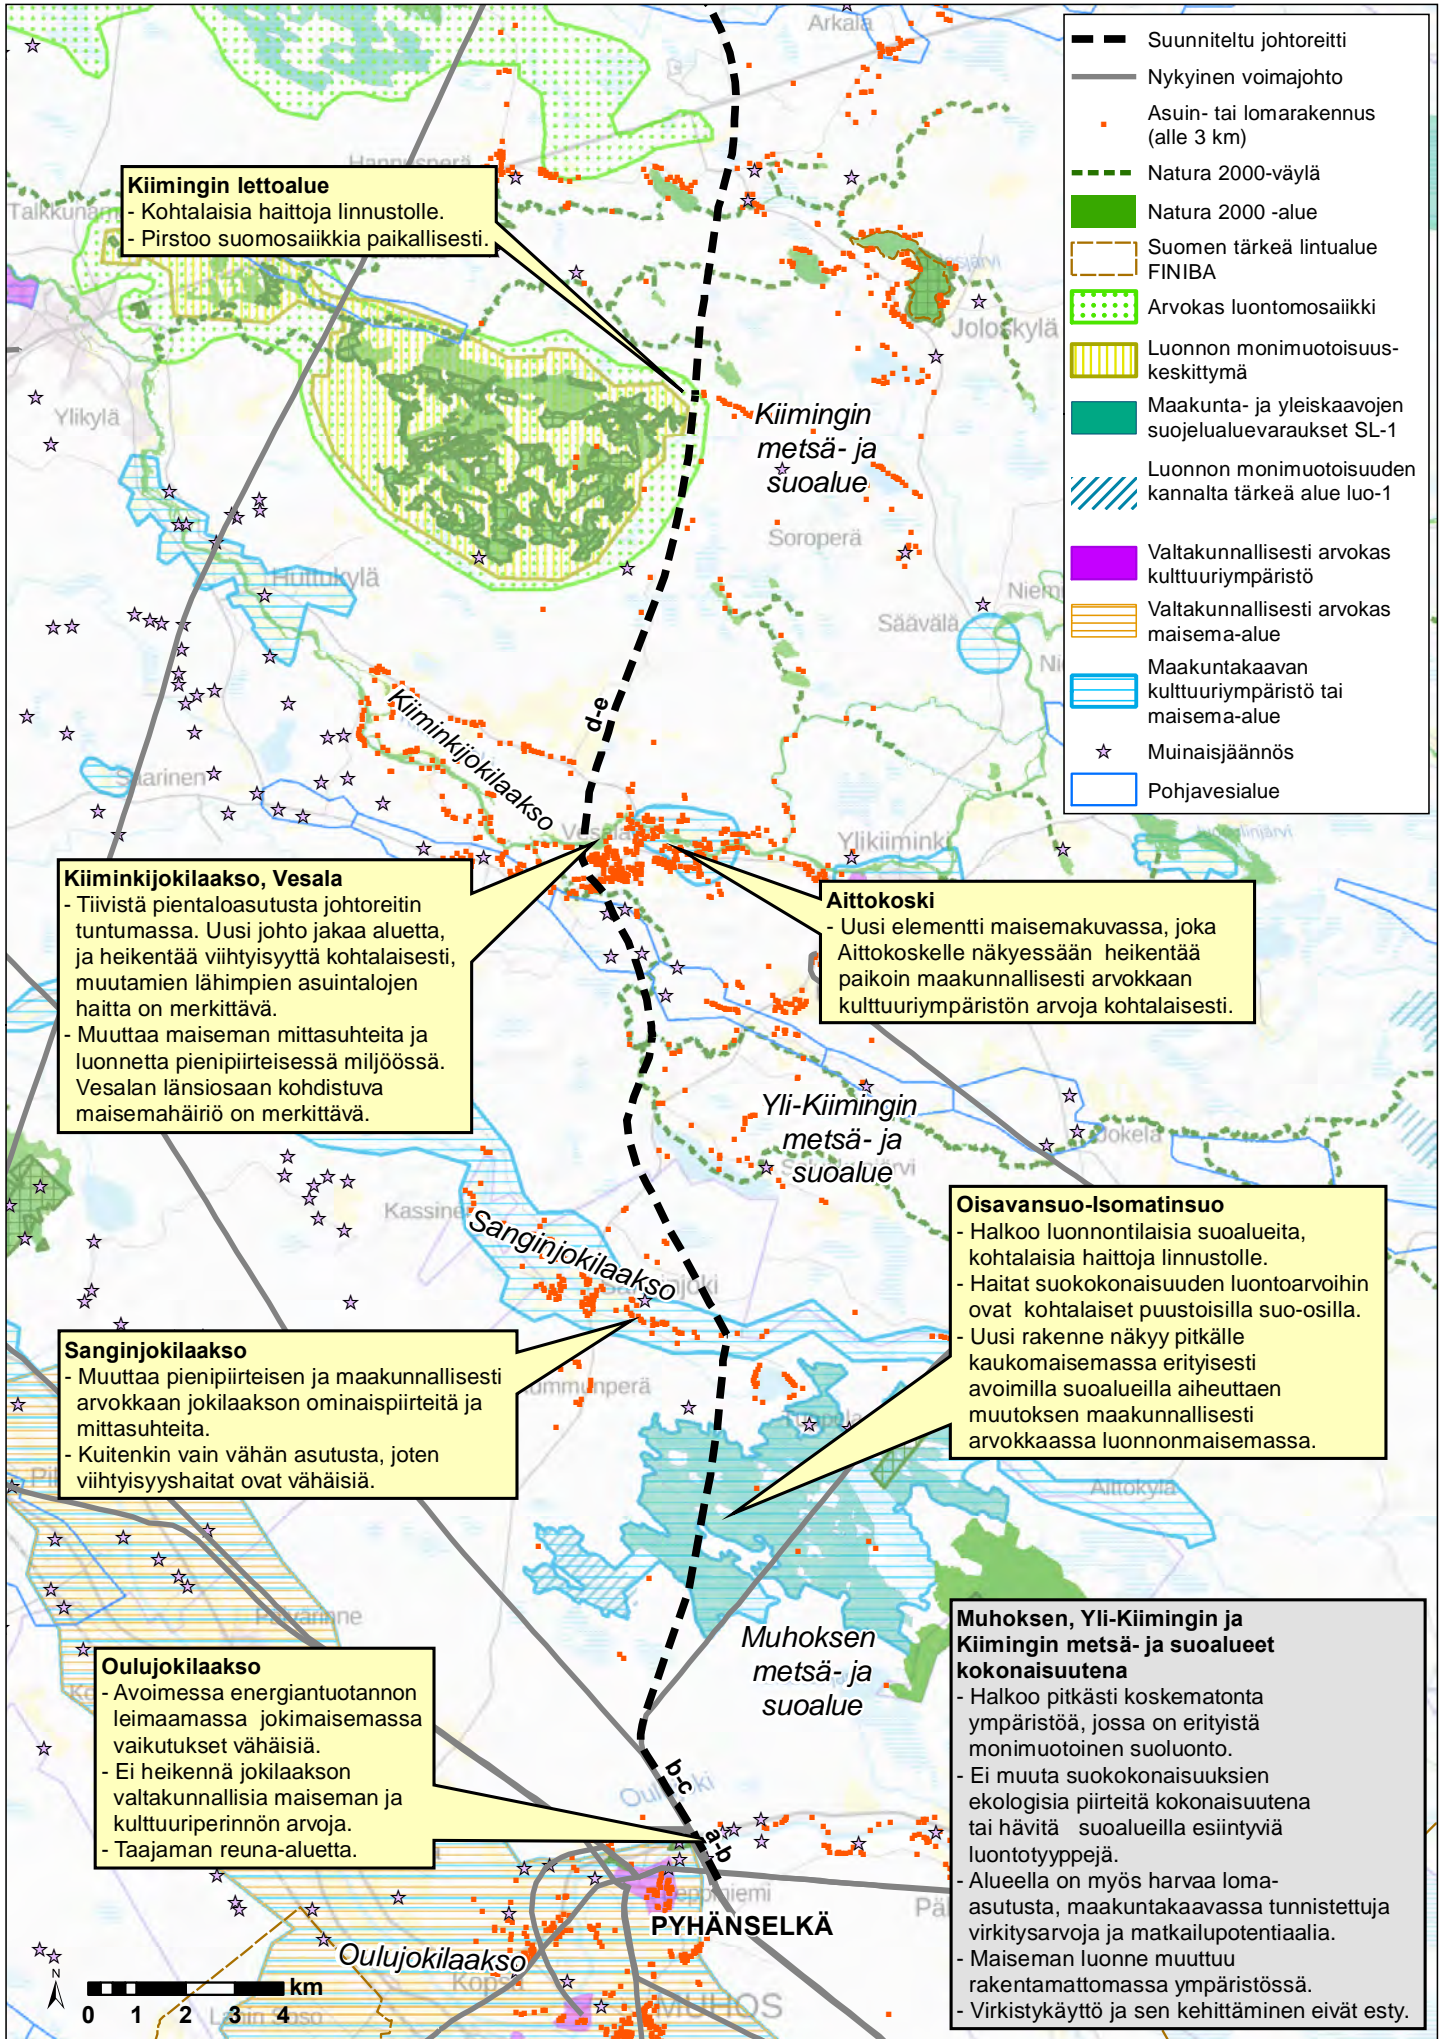 Arkala
Suunniteltu johtoreitti
Nykyinen voimajohto
Asuin- tai lomarakennus
(alle 3 km)
Natura 2000-väylä
Natura 2000 -alue
Suomen tärkeä lintualue
FINIBA
Arvokas luontomosaiikki
Luonnon monimuotoisuus-
keskittymä
Maakunta- ja yleiskaavojen
suojelualuevaraukset SL-1
Luonnon monimuotoisuuden
kannalta tärkeä alue luo-1
Valtakunnallisesti arvokas
kulttuuriympäristö
Valtakunnallisesti arvokas
maisema-alue
Maakuntakaavan
kulttuuriympäristö tai
maisema-alue
Muinaisjäännös
Pohjavesialue
Kiimingin lettoalue
- Kohtalaisia haittoja linnustolle.
- Pirstoo suomosaiikkia paikallisesti.
Joloskylä
Ylikylä
Kiimingin
metsä- ja
suoalue
Soroperä
Huttukylä
Säävälä
Kiiminkijokilaakso
d-e
Saarinen
Ylikiiminki
Kiiminkijokilaakso, Vesala
- Tiivistä pientaloasutusta johtoreitin
tuntumassa. Uusi johto jakaa aluetta,
ja heikentää viihtyisyyttä kohtalaisesti,
muutamien lähimpien asuintalojen
haitta on merkittävä.
- Muuttaa maiseman mittasuhteita ja
luonnetta pienipiirteisessä miljöössä.
Vesalan länsiosaan kohdistuva
maisemahäiriö on merkittävä.
Aittokoski
- Uusi elementti maisemakuvassa, joka
Aittokoskelle näkyessään heikentää
paikoin maakunnallisesti arvokkaan
kulttuuriympäristön arvoja kohtalaisesti.
Yli-Kiimingin
metsä- ja
suoalue
Jokela
Sanginjokilaakso
Oisavansuo-Isomatinsuo
- Halkoo luonnontilaisia suoalueita,
kohtalaisia haittoja linnustolle.
- Haitat suokokonaisuuden luontoarvoihin
ovat kohtalaiset puustoisilla suo-osilla.
- Uusi rakenne näkyy pitkälle
kaukomaisemassa erityisesti
avoimilla suoalueilla aiheuttaen
muutoksen maakunnallisesti
arvokkaassa luonnonmaisemassa.
Sanginjokilaakso
- Muuttaa pienipiirteisen ja maakunnallisesti
arvokkaan jokilaakson ominaispiirteitä ja
mittasuhteita.
- Kuitenkin vain vähän asutusta, joten
viihtyisyyshaitat ovat vähäisiä.
Aittokylä
Päivärinne
Muhoksen
metsä- ja
suoalue
Oulujokilaakso
- Avoimessa energiantuotannon
leimaamassa jokimaisemassa
vaikutukset vähäisiä.
- Ei heikennä jokilaakson
valtakunnallisia maiseman ja
kulttuuriperinnön arvoja.
- Taajaman reuna-aluetta.
Muhoksen, Yli-Kiimingin ja
Kiimingin metsä- ja suoalueet
kokonaisuutena
- Halkoo pitkästi koskematonta
ympäristöä, jossa on erityistä
monimuotoinen suoluonto.
- Ei muuta suokokonaisuuksien
ekologisia piirteitä kokonaisuutena
tai hävitä suoalueilla esiintyviä
luontotyyppejä.
- Alueella on myös harvaa loma-
asutusta, maakuntakaavassa tunnistettuja
virkitysarvoja ja matkailupotentiaalia.
- Maiseman luonne muuttuu
rakentamattomassa ympäristössä.
- Virkistykäyttö ja sen kehittäminen eivät esty.
b-c
a-b
PYHÄNSELKÄ
Oulujokilaakso
MUHOS
N
km
0 1 2 3 4